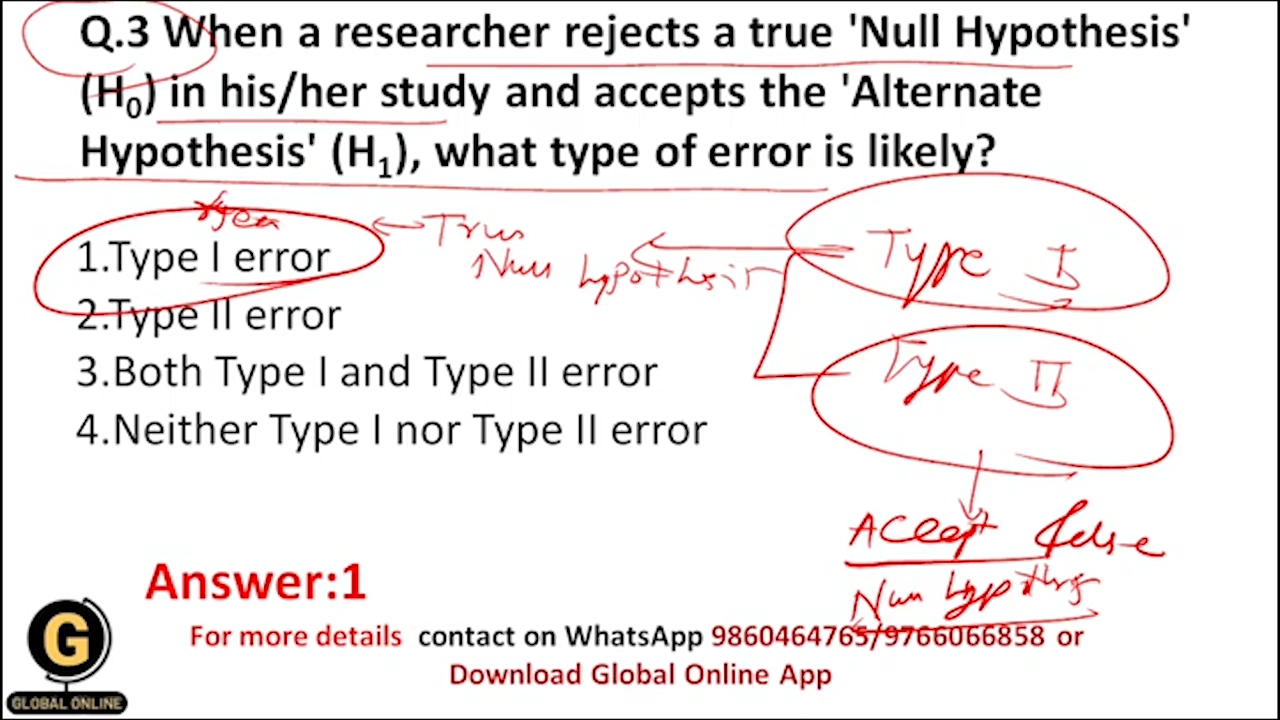 Q.3 When a researcher rejects a true 'Null Hypothesis'
(H₀) in his/her study and accepts the 'Alternate
Hypothesis' (H₁), what type of error is likely?
1.Type I error
True
Null hypothesis
Type I
2.Type II error
Type II
3.Both Type I and Type II error
4.Neither Type I nor Type II error
Accept false
Null hypothesis
Answer:1
For more details contact on WhatsApp 9860464765/9766066858 or
Download Global Online App
G
GLOBAL ONLINE